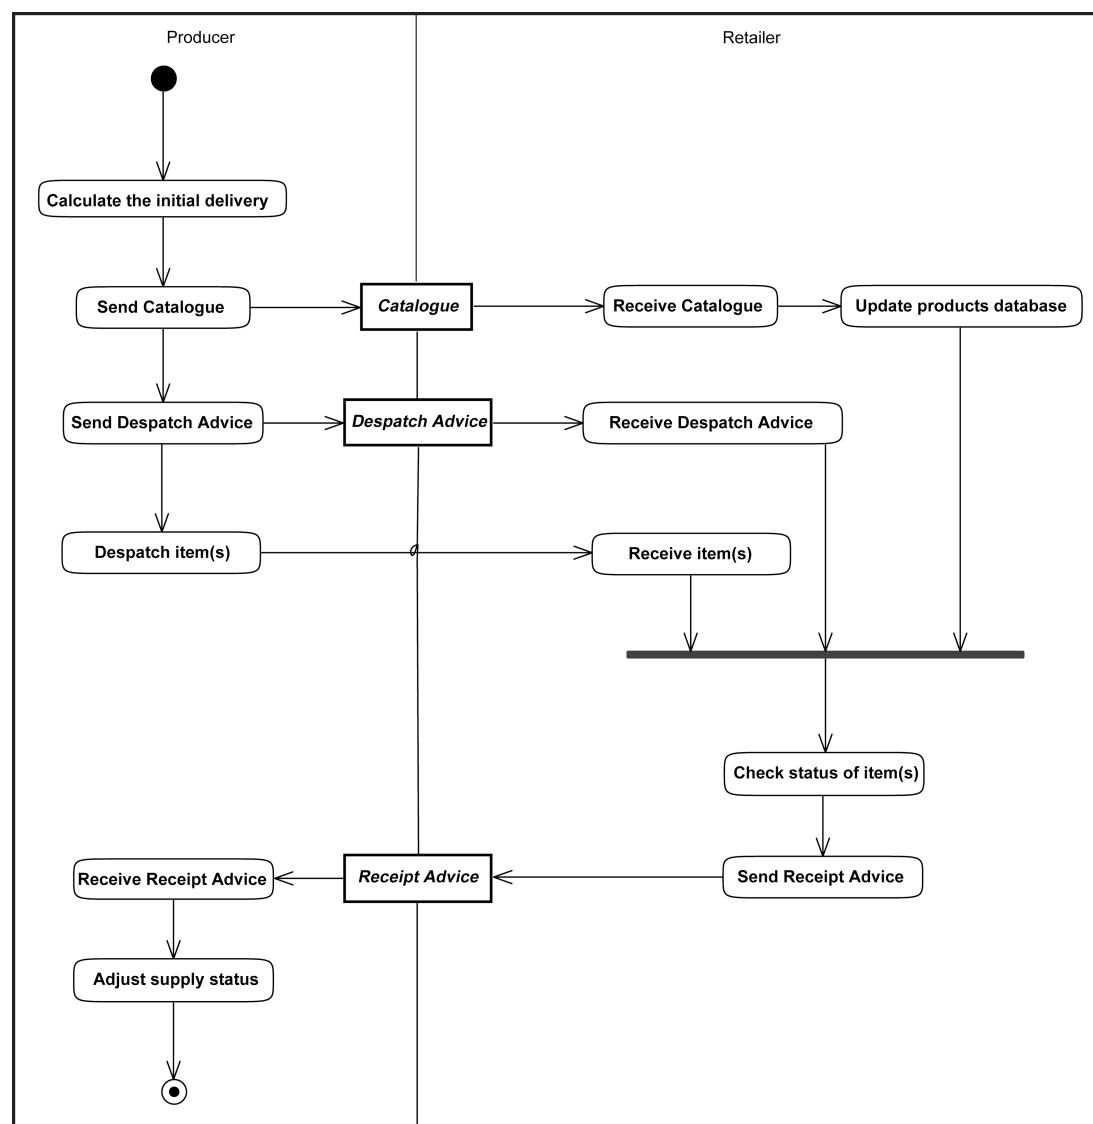 Producer
Retailer
Calculate the initial delivery
Send Catalogue
Catalogue
Receive Catalogue
Update products database
Send Despatch Advice
Despatch Advice
Receive Despatch Advice
Despatch item(s)
Receive item(s)
Check status of item(s)
Receive Receipt Advice
Receipt Advice
Send Receipt Advice
Adjust supply status